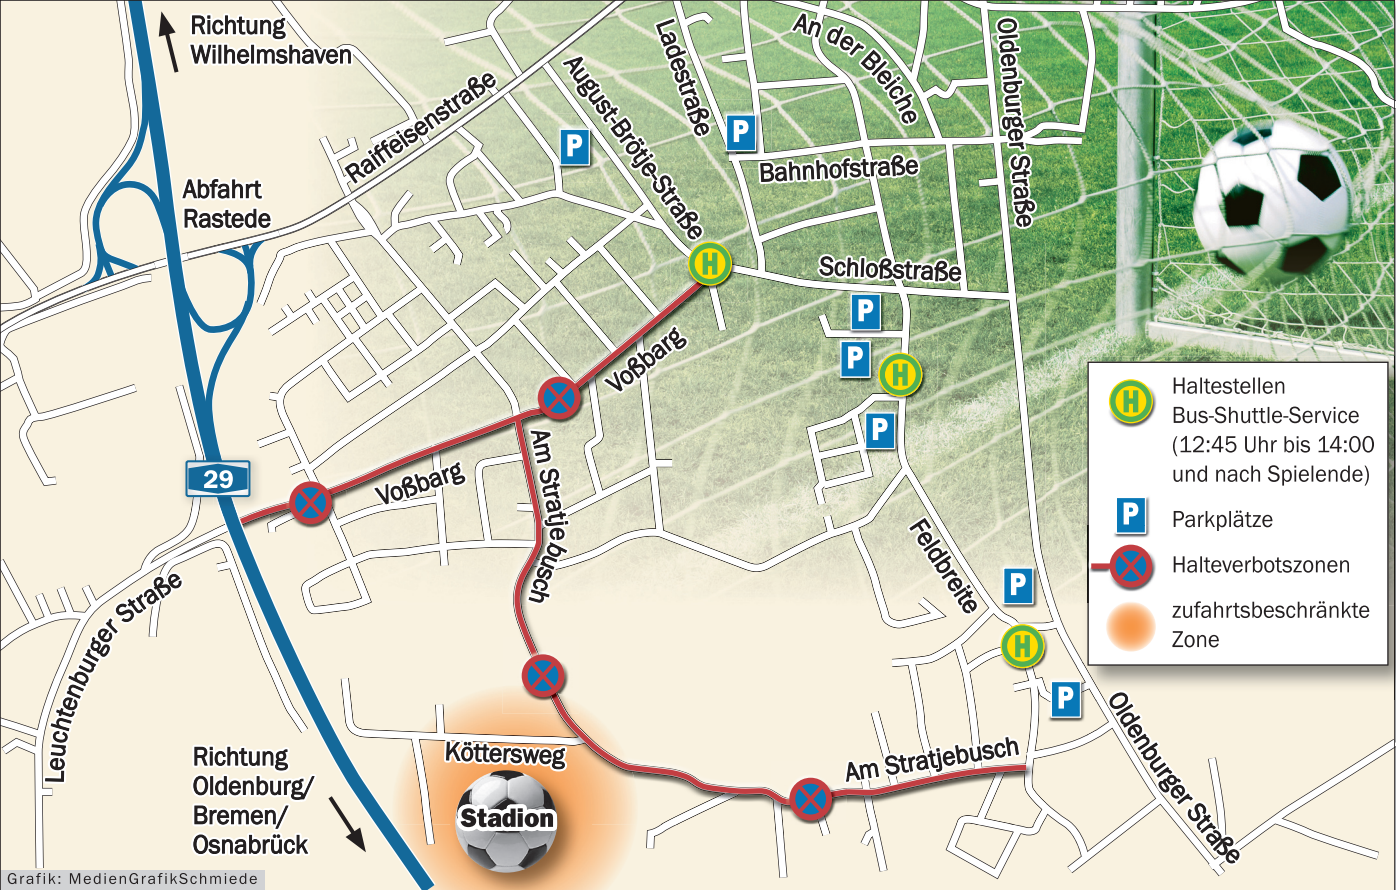 Richtung
Wilhelmshaven
Abfahrt
Rastede
Raiffeisenstraße
August-Brötje-Straße
Ladestraße
An der Bleiche
Oldenburger Straße
P
P
Bahnhofstraße
H
Schloßstraße
P
P
H
P
Voßbarg
Voßbarg
Am Stratjebusch
29
Leuchtenburger Straße
Feldbreite
P
H
P
Oldenburger Straße
Am Stratjebusch
Köttersweg
Stadion
Richtung
Oldenburg/
Bremen/
Osnabrück
H
Haltestellen
Bus-Shuttle-Service
(12:45 Uhr bis 14:00
und nach Spielende)
P
Parkplätze
Halteverbotszonen
zufahrtsbeschränkte
Zone
Grafik: MedienGrafikSchmiede